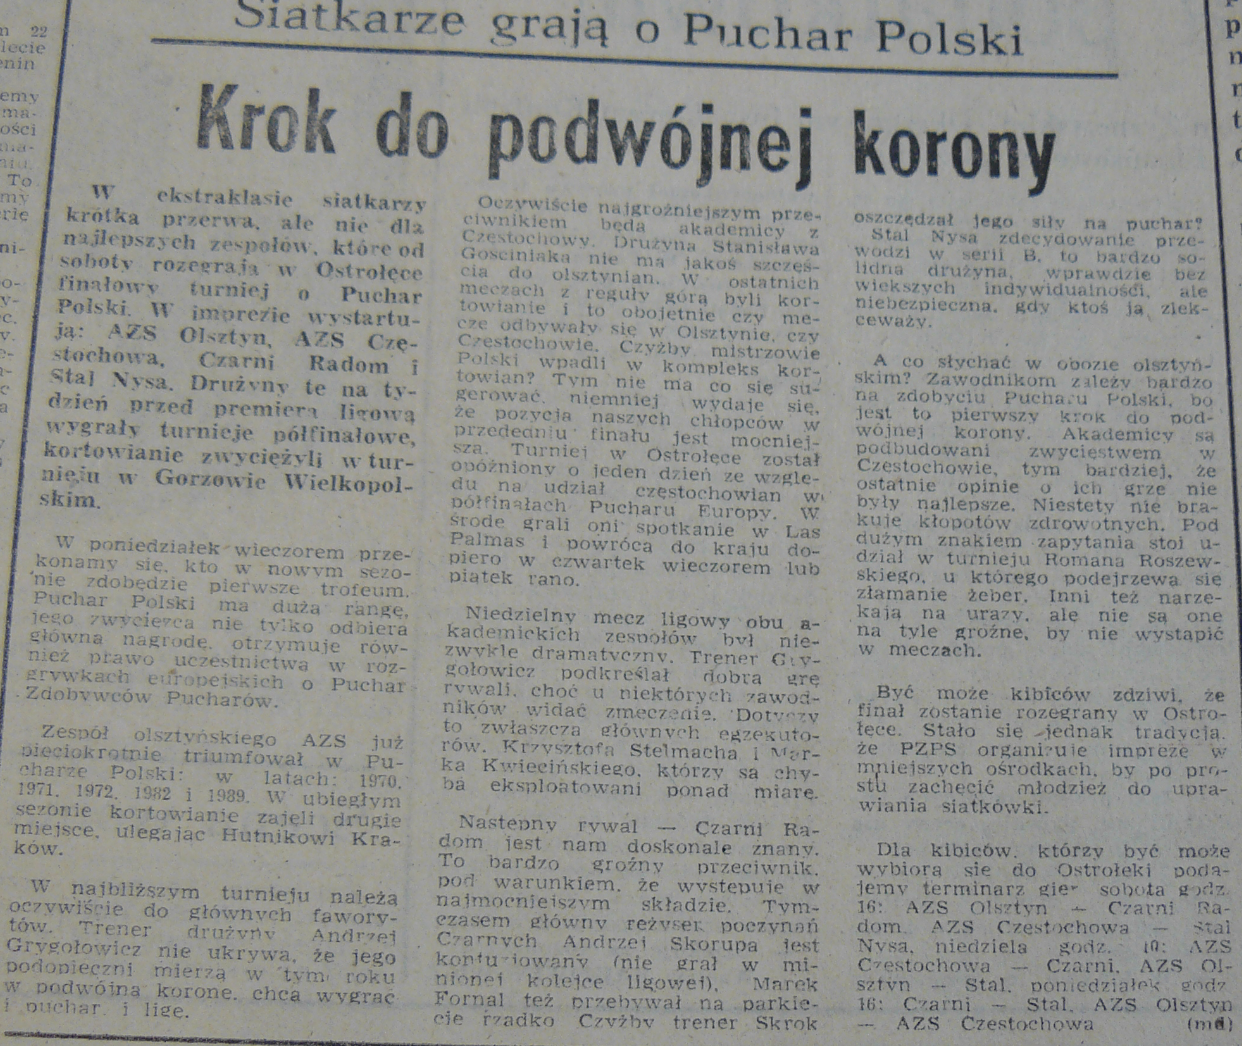 Siatkarze grają o Puchar Polski
Krok do podwójnej korony
W ekstraklasie siatkarzy
krótka przerwa, ale nie dla
najlepszych zespołów, które od
soboty rozegrają w Ostrołęce
finałowy turniej o Puchar
Polski. W imprezie wystartu-
ją: AZS Olsztyn, AZS Czę-
stochowa, Czarni Radom i
Stal Nysa. Drużyny te na ty-
dzień przed premierą ligową
wygrały turnieje półfinałowe,
kortowianie zwyciężyli w tur-
nieju w Gorzowie Wielkopol-
skim.
W poniedziałek wieczorem prze-
konamy się, kto w nowym sezo-
nie zdobędzie pierwsze trofeum.
Puchar Polski ma dużą rangę,
jego zwycięzca nie tylko odbiera
główną nagrodę, otrzymuje rów-
nież prawo uczestnictwa w roz-
grywkach europejskich o Puchar
Zdobywców Pucharów.
Zespół olsztyńskiego AZS już
pięciokrotnie triumfował w Pu-
charze Polski: w latach: 1970,
1971, 1972, 1982 i 1989. W ubiegłym
sezonie kortowianie zajęli drugie
miejsce, ulegając Hutnikowi Kra-
ków.
W najbliższym turnieju należą
oczywiście do głównych fawory-
tów. Trener drużyny Andrzej
Grygołowicz nie ukrywa, że jego
podopieczni mierzą w tym roku
w podwójną koronę, chcą wygrać
i puchar i ligę.
Oczywiście najgroźniejszym prze-
ciwnikiem będą akademicy z
Częstochowy. Drużyna Stanisława
Gościniaka nie ma jakoś szczęś-
cia do olsztynian. W ostatnich
meczach z reguły górą byli kor-
towianie i to obojętnie czy me-
cze odbywały się w Olsztynie, czy
Częstochowie. Czyżby mistrzowie
Polski wpadli w kompleks kor-
towian? Tym nie ma co się su-
gerować, niemniej wydaje się,
że pozycja naszych chłopców w
przededniu finału jest mocniej-
sza. Turniej w Ostrołęce został
opóźniony o jeden dzień ze wzglę-
du na udział częstochowian w
półfinałach Pucharu Europy. W
środę grali oni spotkanie w Las
Palmas i powrócą do kraju do-
piero w czwartek wieczorem lub
piątek rano.
Niedzielny mecz ligowy obu a-
kademickich zespołów był nie-
zwykle dramatyczny. Trener Gry-
gołowicz podkreślał dobrą grę
rywali, choć u niektórych zawod-
ników widać zmęczenie. Dotyczy
to zwłaszcza głównych egzekuto-
rów. Krzysztofa Stelmacha i Mar-
ka Kwiecińskiego, którzy są chy-
ba eksploatowani ponad miarę.
Następny rywal — Czarni Ra-
dom jest nam doskonale znany.
To bardzo groźny przeciwnik,
pod warunkiem, że występuje w
najmocniejszym składzie. Tym-
czasem główny reżyser poczynań
Czarnych Andrzej Skorupa jest
kontuzjowany (nie grał w mi-
nionej kolejce ligowej), Marek
Fornal też przebywał na parkie-
cie rzadko Czyżby trener Skrok
oszczędzał jego siły na puchar?
Stal Nysa zdecydowanie prze-
wodzi w serii B, to bardzo so-
lidna drużyna, wprawdzie bez
większych indywidualności, ale
niebezpieczna, gdy ktoś ją zlek-
ceważy.
A co słychać w obozie olsztyń-
skim? Zawodnikom zależy bardzo
na zdobyciu Pucharu Polski, bo
jest to pierwszy krok do pod-
wójnej korony. Akademicy są
podbudowani zwycięstwem w
Częstochowie, tym bardziej, że
ostatnie opinie o ich grze nie
były najlepsze. Niestety nie bra-
kuje kłopotów zdrowotnych. Pod
dużym znakiem zapytania stoi u-
dział w turnieju Romana Roszew-
skiego, u którego podejrzewa się
złamanie żeber. Inni też narze-
kają na urazy, ale nie są one
na tyle groźne, by nie wystąpić
w meczach.
Być może kibiców zdziwi, że
finał zostanie rozegrany w Ostro-
łęce. Stało się jednak tradycją,
że PZPS organizuje imprezę w
mniejszych ośrodkach, by po pro-
stu zachęcić młodzież do upra-
wiania siatkówki.
Dla kibiców, którzy być może
wybiorą się do Ostrołęki poda-
jemy terminarz gier sobota godz.
16: AZS Olsztyn — Czarni Ra-
dom, AZS Częstochowa — Stal
Nysa, niedziela godz. 10: AZS
Częstochowa — Czarni, AZS Ol-
sztyn — Stal, poniedziałek godz
16: Czarni — Stal, AZS Olsztyn
— AZS Częstochowa (md)